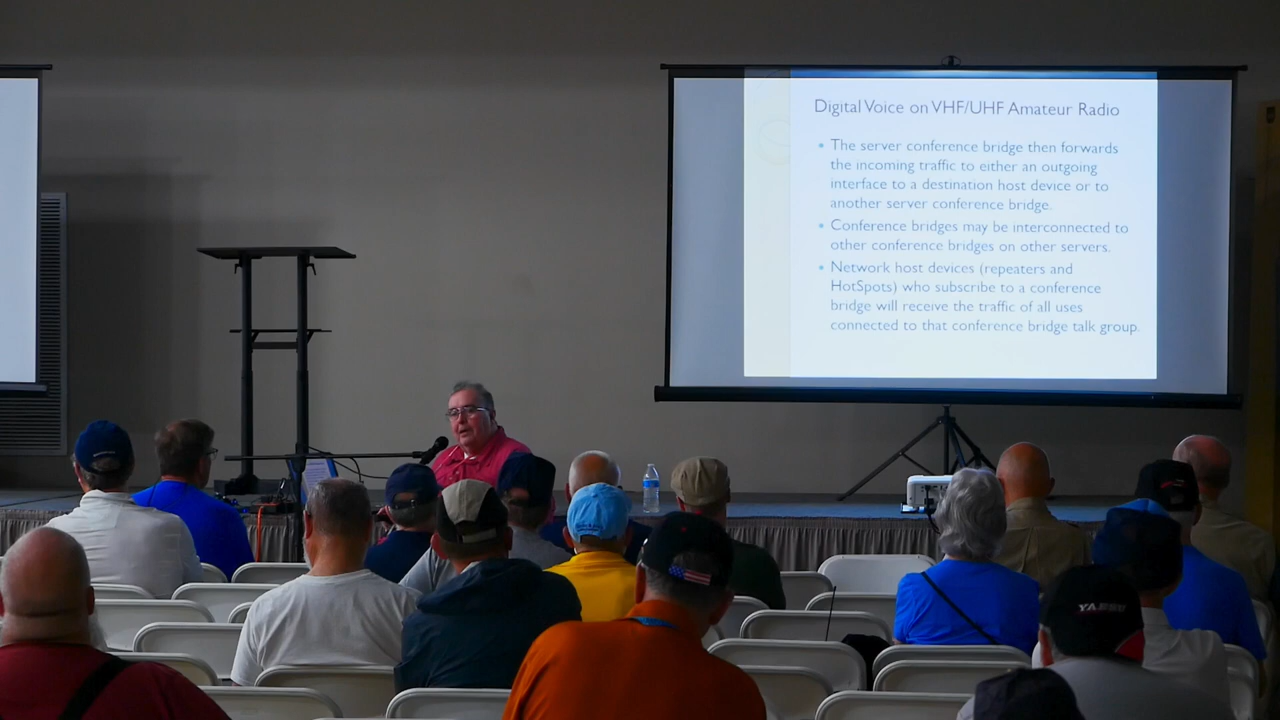 Digital Voice on VHF/UHF Amateur Radio
• The server conference bridge then forwards
the incoming traffic to either an outgoing
interface to a destination host device or to
another server conference bridge.
• Conference bridges may be interconnected to
other conference bridges on other servers.
• Network host devices (repeaters and
HotSpots) who subscribe to a conference
bridge will receive the traffic of all uses
connected to that conference bridge talk group.
YAESU